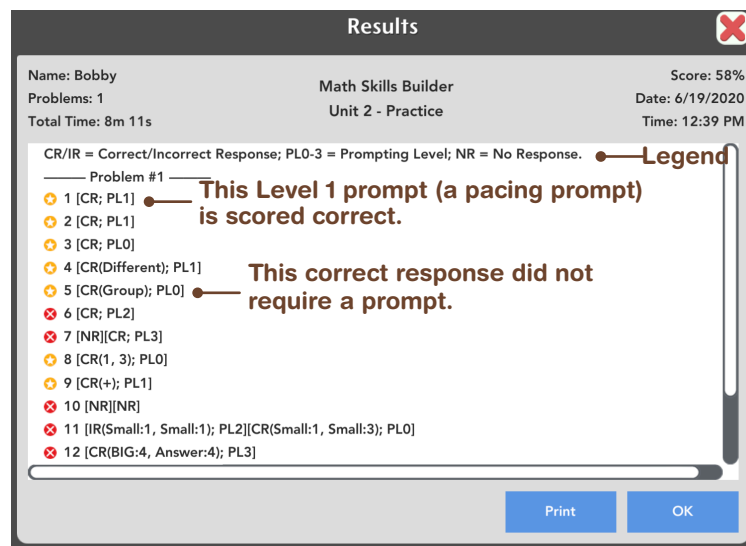 Results
Name: Bobby
Problems: 1
Total Time: 8m 11s
Math Skills Builder
Unit 2 - Practice
Score: 58%
Date: 6/19/2020
Time: 12:39 PM
CR/IR = Correct/Incorrect Response; PL0-3 = Prompting Level; NR = No Response.
Legend
Problem #1
1 [CR; PL1]
This Level 1 prompt (a pacing prompt)
is scored correct.
2 [CR; PL1]
3 [CR; PL0]
4 [CR(Different); PL1]
5 [CR(Group); PL0]
This correct response did not
require a prompt.
6 [CR; PL2]
7 [NR][CR; PL3]
8 [CR(1, 3); PL0]
9 [CR(+); PL1]
10 [NR][NR]
11 [IR(Small:1, Small:1); PL2][CR(Small:1, Small:3); PL0]
12 [CR(BIG:4, Answer:4); PL3]
Print
OK